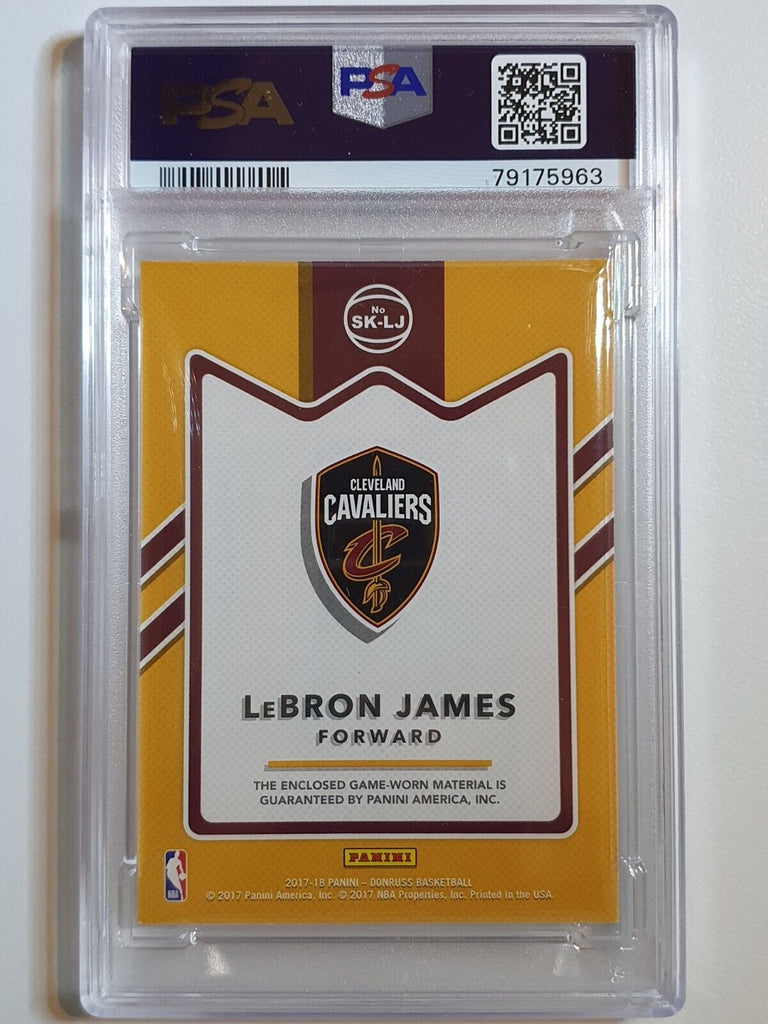 PSA
PSA
79175963
No
SK-LJ
CLEVELAND
CAVALIERS
C
LeBRON JAMES
FORWARD
THE ENCLOSED GAME-WORN MATERIAL IS
GUARANTEED BY PANINI AMERICA, INC.
PANINI
NBA
2017-18 PANINI – DONRUSS BASKETBALL
© 2017 Panini America, Inc. © 2017 NBA Properties, Inc. Printed in the USA.